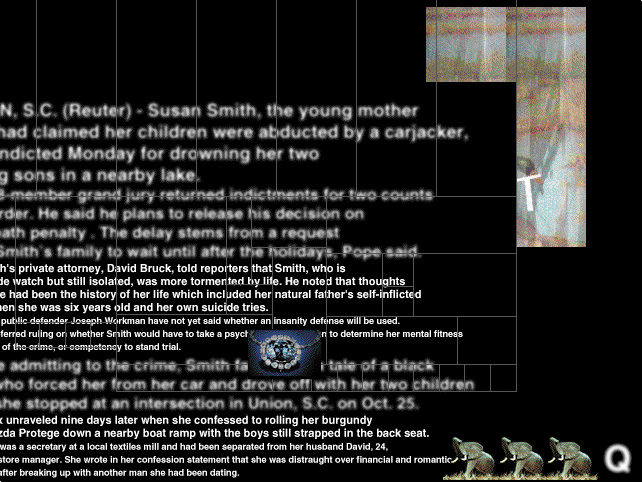 N, S.C. (Reuter) - Susan Smith, the young mother
had claimed her children were abducted by a carjacker,
ndicted Monday for drowning her two
g sons in a nearby lake.
8-member grand jury returned indictments for two counts
rder. He said he plans to release his decision on
eath penalty . The delay stems from a request
Smith's family to wait until after the holidays, Pope said.
h's private attorney, David Bruck, told reporters that Smith, who is
de watch but still isolated, was more tormented by life. He noted that thoughts
e had been the history of her life which included her natural father's self-inflicted
hen she was six years old and her own suicide tries.
public defender Joseph Workman have not yet said whether an insanity defense will be used.
ferred ruling on whether Smith would have to take a psych n to determine her mental fitness
of the crime, or competency to stand trial.
e admitting to the crime, Smith fa tale of a black
who forced her from her car and drove off with her two children
she stopped at an intersection in Union, S.C. on Oct. 25.
x unraveled nine days later when she confessed to rolling her burgundy
zda Protege down a nearby boat ramp with the boys still strapped in the back seat.
was a secretary at a local textiles mill and had been separated from her husband David, 24,
store manager. She wrote in her confession statement that she was distraught over financial and romantic
after breaking up with another man she had been dating.
T
Q